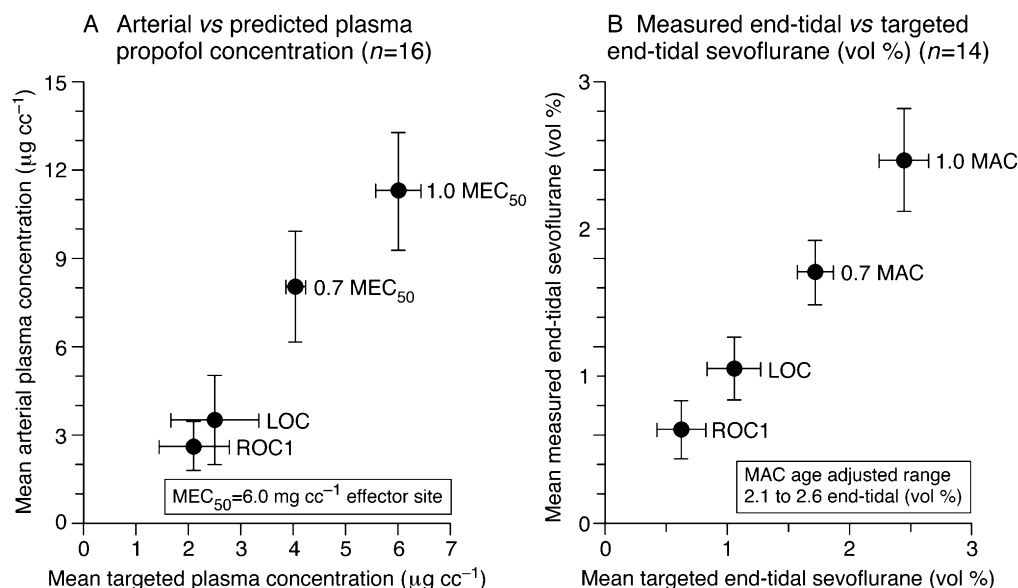 A Arterial vs predicted plasma
propofol concentration (n=16)
15
12
9
6
3
0
Mean arterial plasma concentration (µg cc⁻¹)
1.0 MEC₅₀
0.7 MEC₅₀
LOC
ROC1
MEC₅₀=6.0 mg cc⁻¹ effector site
0 1 2 3 4 5 6 7
Mean targeted plasma concentration (µg cc⁻¹)
B Measured end-tidal vs targeted
end-tidal sevoflurane (vol %) (n=14)
3
2
1
0
Mean measured end-tidal sevoflurane (vol %)
1.0 MAC
0.7 MAC
LOC
ROC1
MAC age adjusted range
2.1 to 2.6 end-tidal (vol %)
0 1 2 3
Mean targeted end-tidal sevoflurane (vol %)